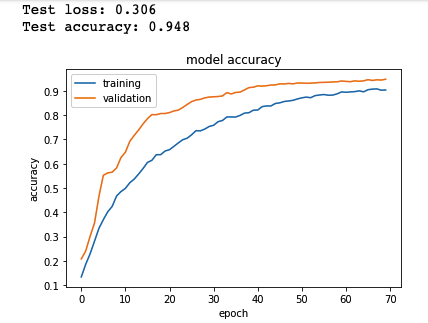 Test loss: 0.306
Test accuracy: 0.948
model accuracy
training
validation
accuracy
0.9
0.8
0.7
0.6
0.5
0.4
0.3
0.2
0.1
0 10 20 30 40 50 60 70
epoch